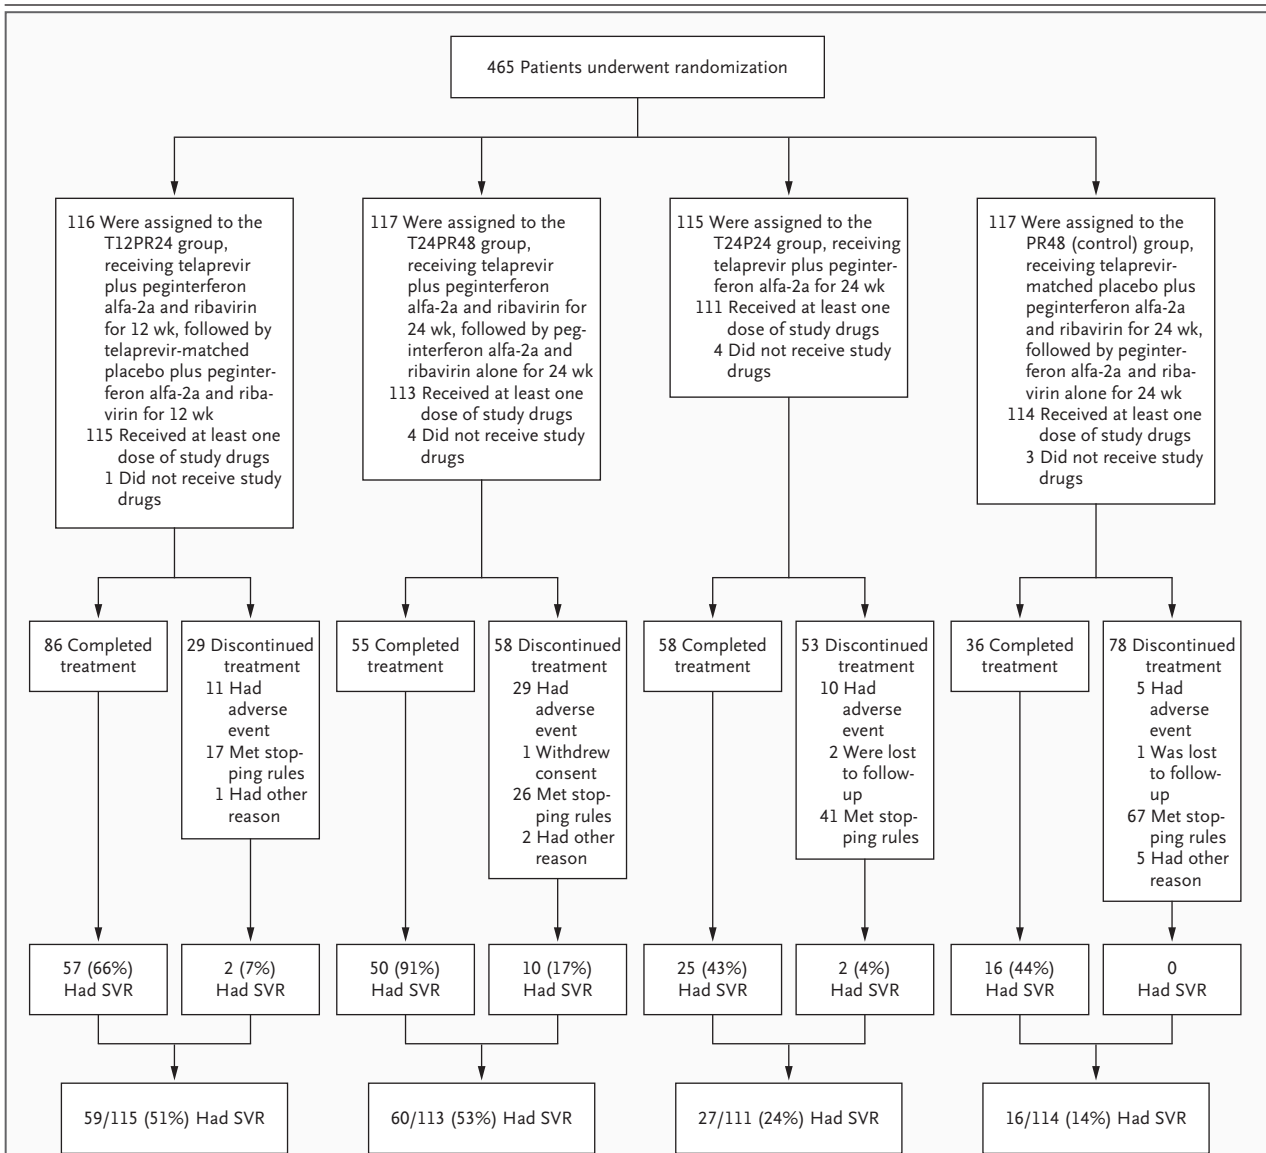 465 Patients underwent randomization
116 Were assigned to the
T12PR24 group,
receiving telaprevir
plus peginterferon
alfa-2a and ribavirin
for 12 wk, followed by
telaprevir-matched
placebo plus peginter-
feron alfa-2a and riba-
virin for 12 wk
115 Received at least one
dose of study drugs
1 Did not receive study
drugs
117 Were assigned to the
T24PR48 group,
receiving telaprevir
plus peginterferon
alfa-2a and ribavirin for
24 wk, followed by peg-
interferon alfa-2a and
ribavirin alone for 24 wk
113 Received at least one
dose of study drugs
4 Did not receive study
drugs
115 Were assigned to the
T24P24 group, receiving
telaprevir plus peginter-
feron alfa-2a for 24 wk
111 Received at least one
dose of study drugs
4 Did not receive study
drugs
117 Were assigned to the
PR48 (control) group,
receiving telaprevir-
matched placebo plus
peginterferon alfa-2a
and ribavirin for 24 wk,
followed by peginter-
feron alfa-2a and riba-
virin alone for 24 wk
114 Received at least one
dose of study drugs
3 Did not receive study
drugs
86 Completed
treatment
29 Discontinued
treatment
11 Had
adverse
event
17 Met stop-
ping rules
1 Had other
reason
55 Completed
treatment
58 Discontinued
treatment
29 Had
adverse
event
1 Withdrew
consent
26 Met stop-
ping rules
2 Had other
reason
58 Completed
treatment
53 Discontinued
treatment
10 Had
adverse
event
2 Were lost
to follow-
up
41 Met stop-
ping rules
36 Completed
treatment
78 Discontinued
treatment
5 Had
adverse
event
1 Was lost
to follow-
up
67 Met stop-
ping rules
5 Had other
reason
57 (66%)
Had SVR
2 (7%)
Had SVR
50 (91%)
Had SVR
10 (17%)
Had SVR
25 (43%)
Had SVR
2 (4%)
Had SVR
16 (44%)
Had SVR
0
Had SVR
59/115 (51%) Had SVR
60/113 (53%) Had SVR
27/111 (24%) Had SVR
16/114 (14%) Had SVR